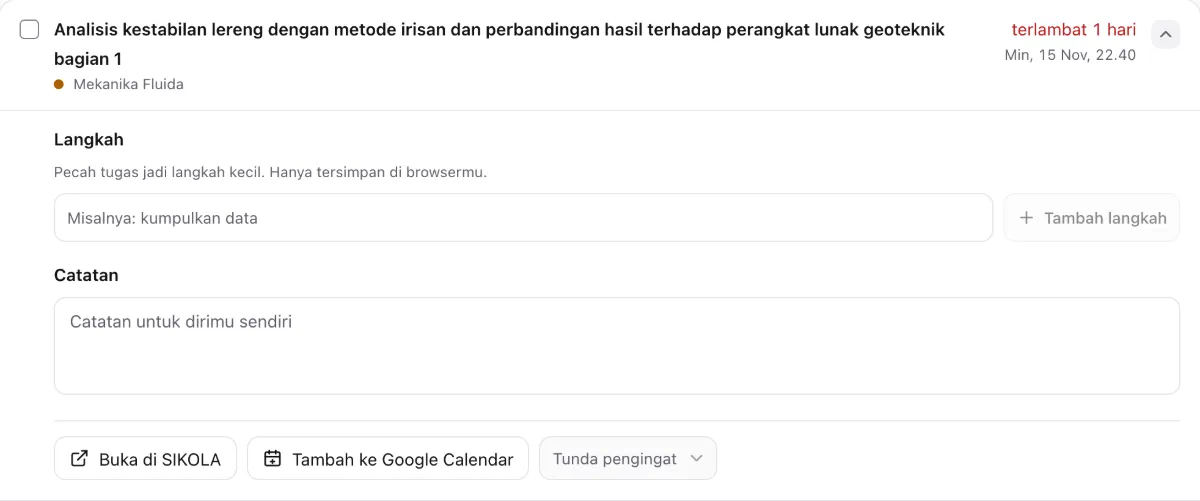 Analisis kestabilan lereng dengan metode irisan dan perbandingan hasil terhadap perangkat lunak geoteknik
bagian 1
terlambat 1 hari
Min, 15 Nov, 22.40
Mekanika Fluida
Langkah
Pecah tugas jadi langkah kecil. Hanya tersimpan di browsermu.
Misalnya: kumpulkan data
Tambah langkah
Catatan
Catatan untuk dirimu sendiri
Buka di SIKOLA
Tambah ke Google Calendar
Tunda pengingat